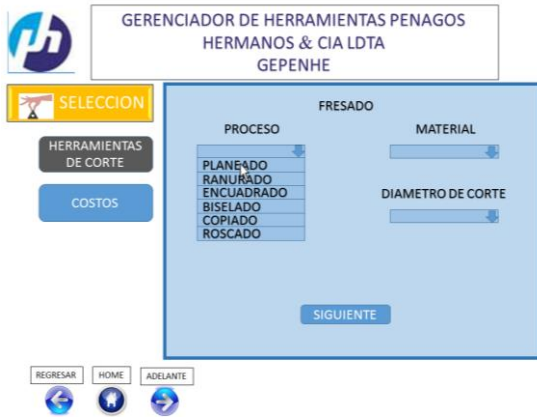 GERENCIADOR DE HERRAMIENTAS PENAGOS
HERMANOS & CIA LDTA
GEPENHE
SELECCION
HERRAMIENTAS
DE CORTE
COSTOS
FRESADO
PROCESO
PLANEADO
RANURADO
ENCUADRADO
BISELADO
COPIADO
ROSCADO
MATERIAL
DIAMETRO DE CORTE
SIGUIENTE
REGRESAR
HOME
ADELANTE